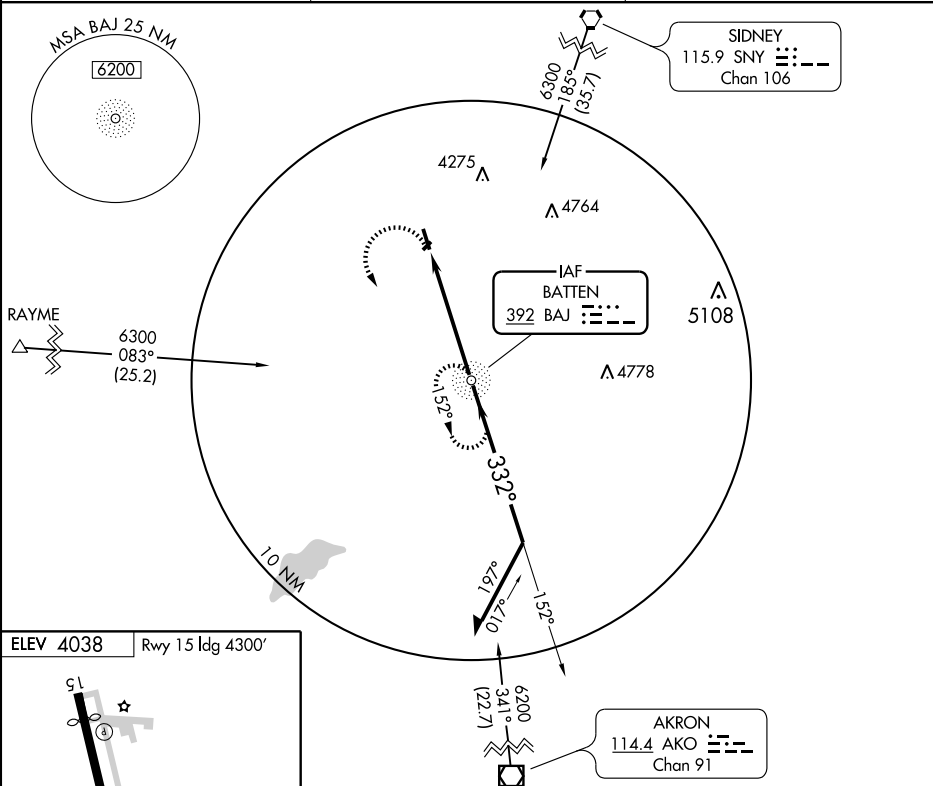 MSA BAJ 25 NM
6200
SIDNEY
115.9 SNY
Chan 106
6300
185°
(35.7)
4275
4764
IAF
BATTEN
392 BAJ
5108
RAYME
6300
083°
(25.2)
4778
152°
332°
10 NM
197°
017°
152°
ELEV 4038
Rwy 15 ldg 4300'
15
P
6200
341°
(22.7)
AKRON
114.4 AKO
Chan 91